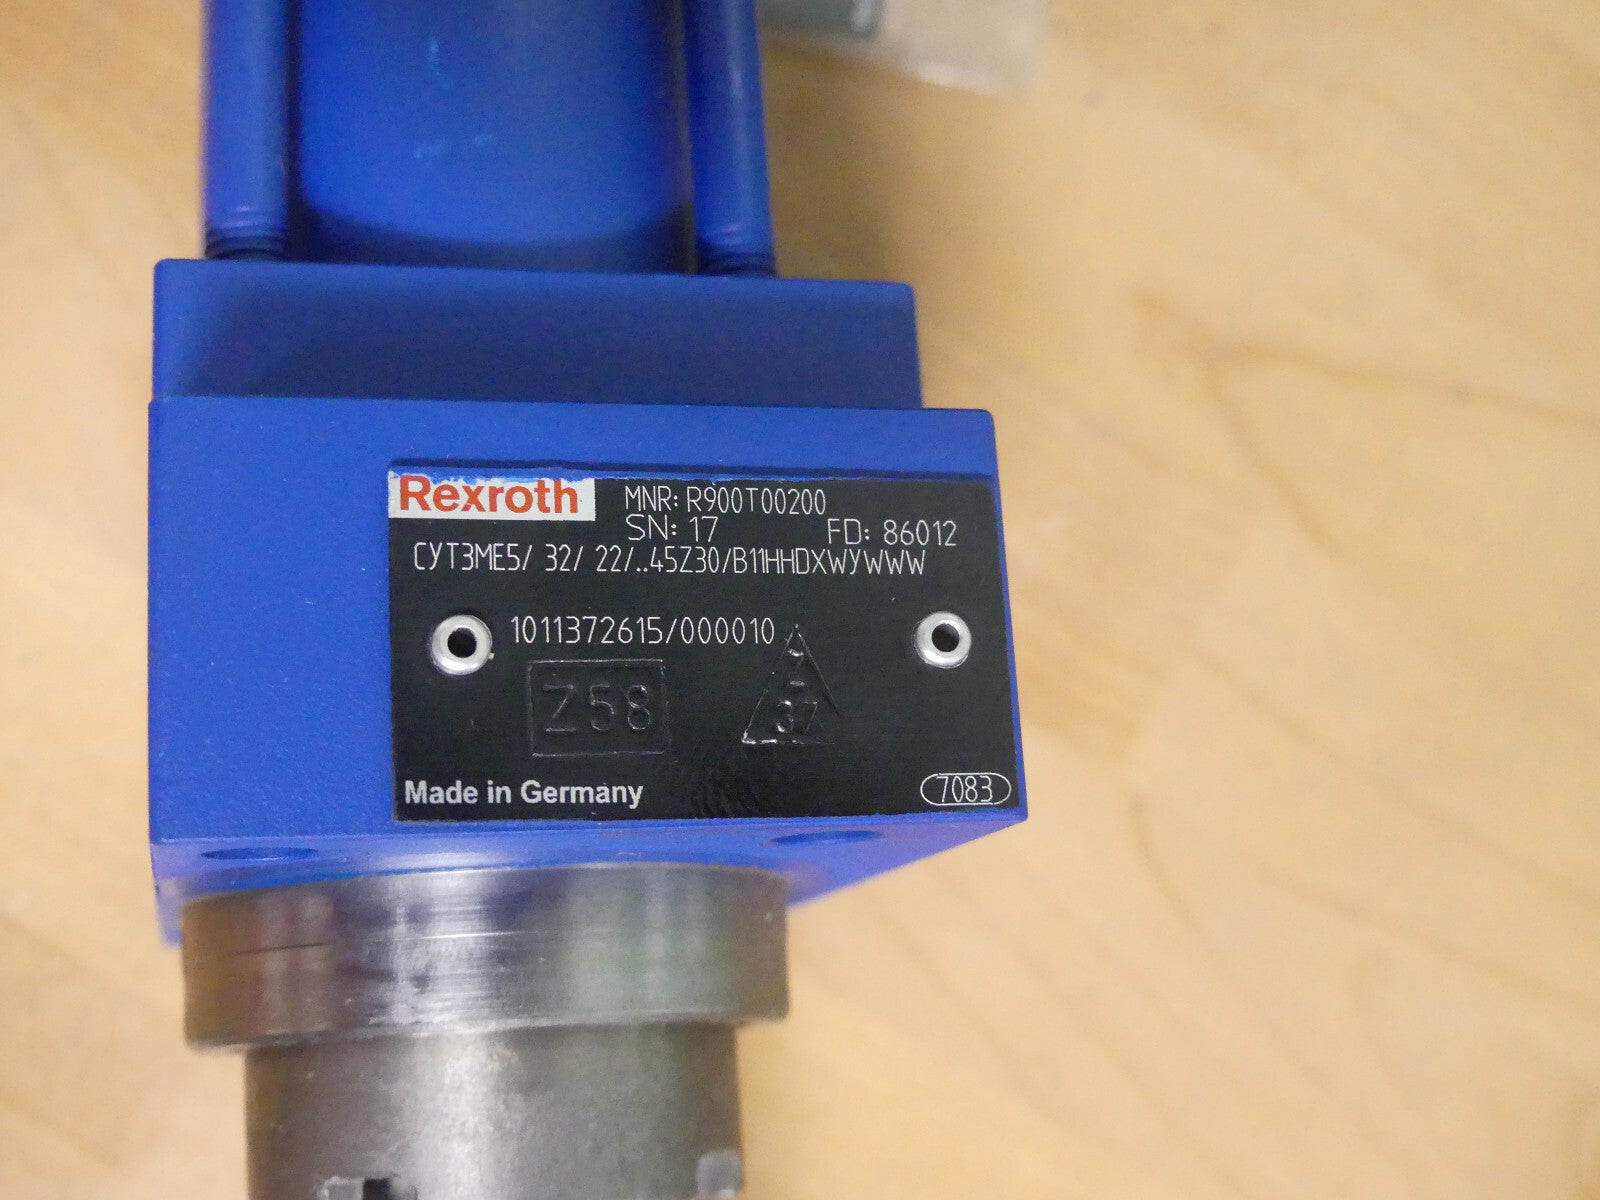 Rexroth
MNR: R900T00200
SN: 17 FD: 86012
CYT3ME5/ 32/ 22/..45Z30/B11HHDXWYWWW
1011372615/000010
Z58
37
Made in Germany
7083